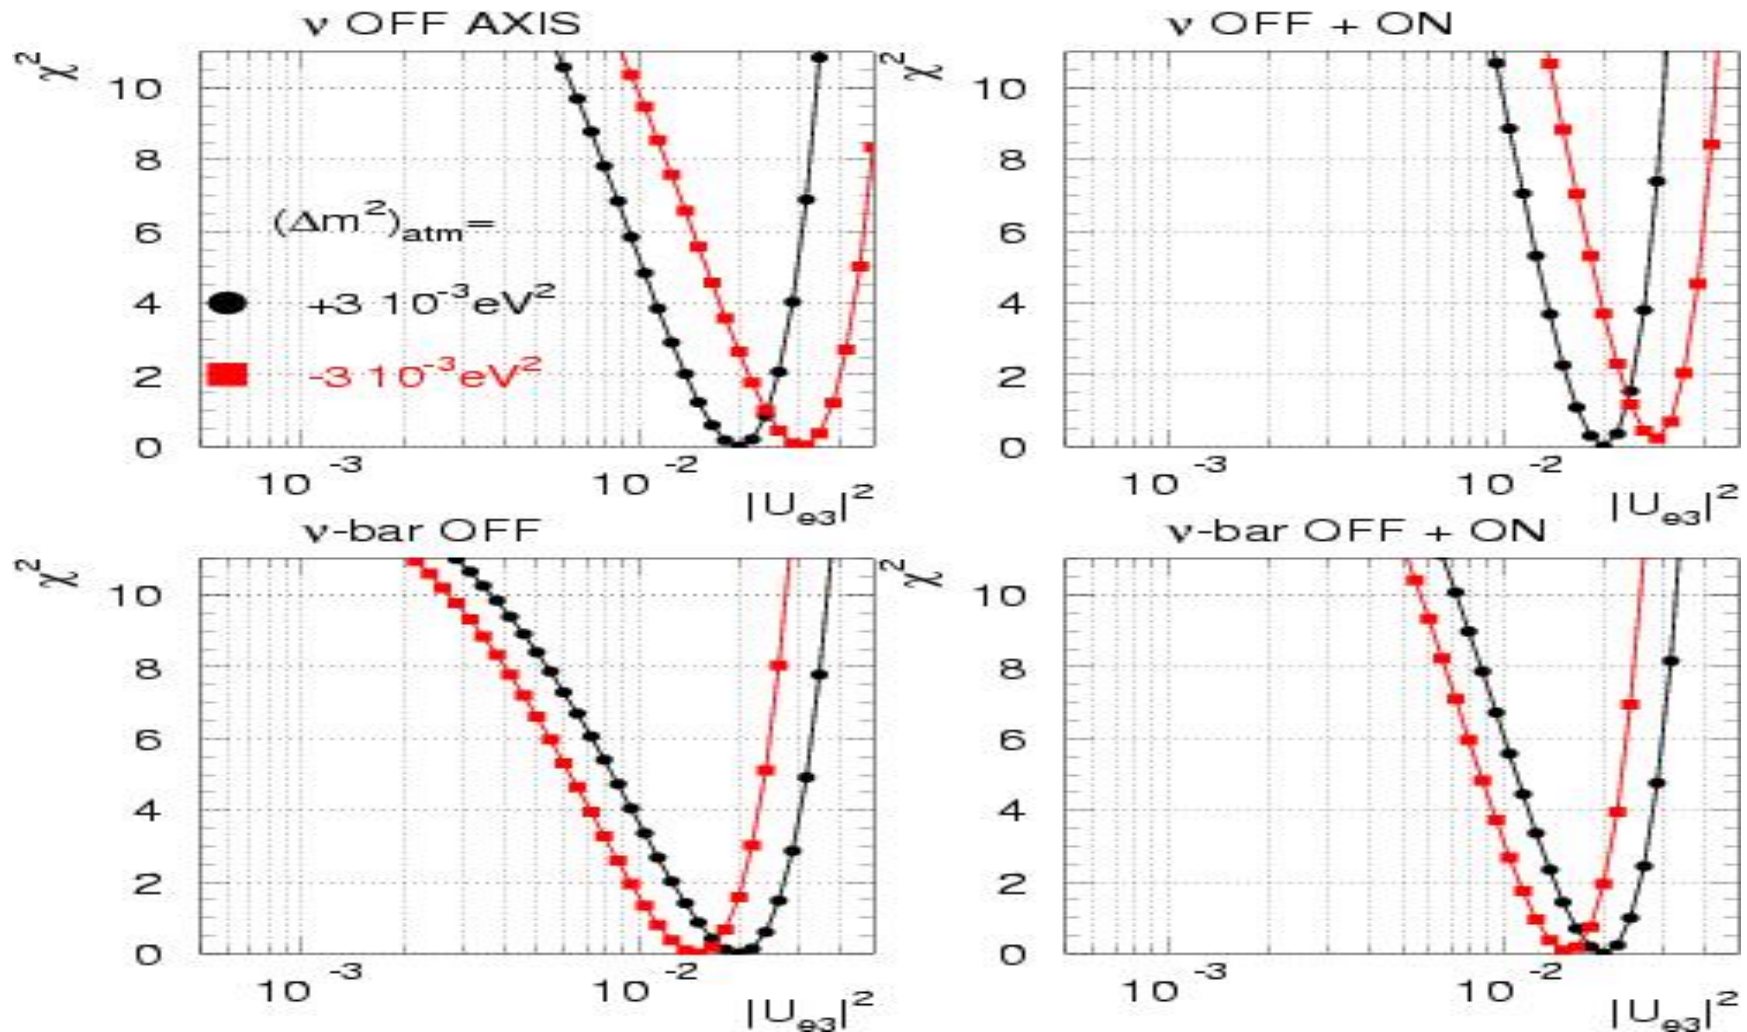 ν OFF AXIS
χ²
10
8
6
4
2
0
(Δm²)atm=
+3 10⁻³eV²
-3 10⁻³eV²
10⁻³
10⁻²
|Ue3|²
ν OFF + ON
χ²
10
8
6
4
2
0
10⁻³
10⁻²
|Ue3|²
ν-bar OFF
χ²
10
8
6
4
2
0
10⁻³
10⁻²
|Ue3|²
ν-bar OFF + ON
χ²
10
8
6
4
2
0
10⁻³
10⁻²
|Ue3|²